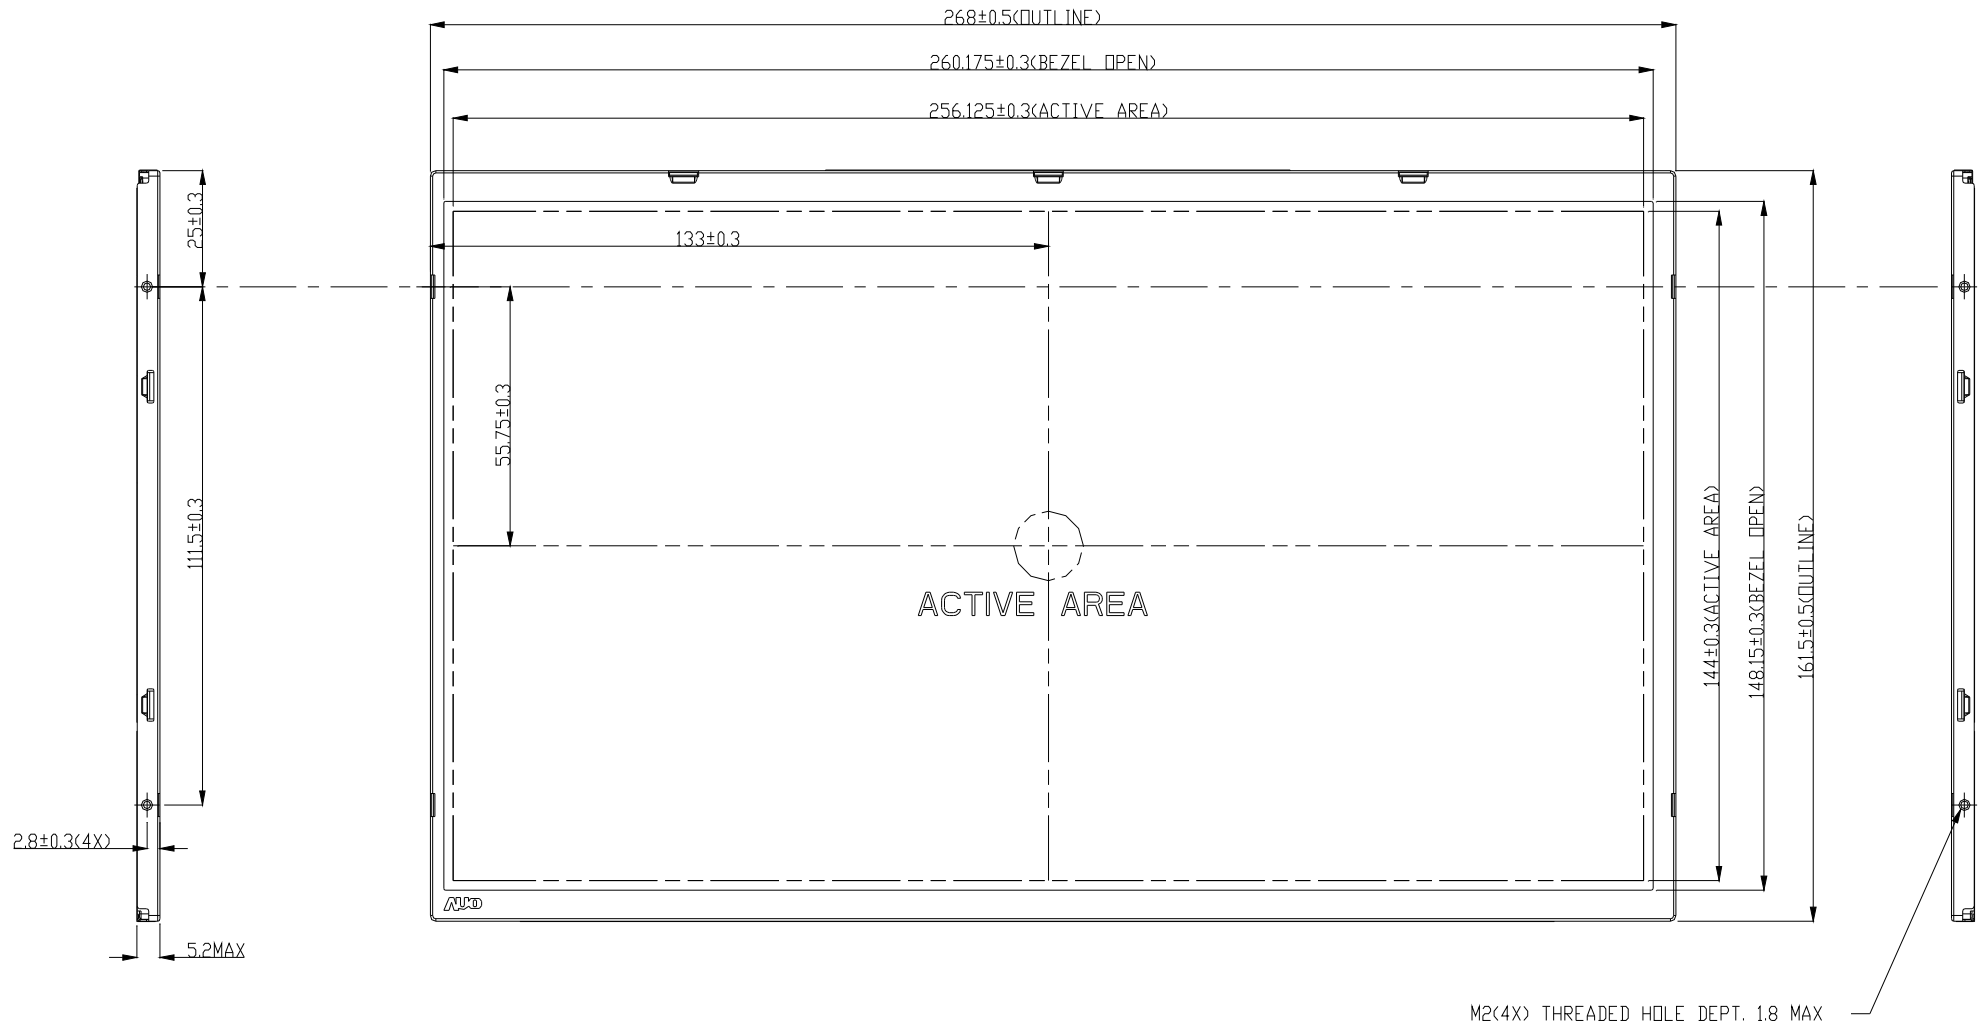 268±0.5(OUTLINE)
260.175±0.3(BEZEL OPEN)
256.125±0.3(ACTIVE AREA)
25±0.3
133±0.3
55.75±0.3
111.5±0.3
144±0.3(ACTIVE AREA)
148.15±0.3(BEZEL OPEN)
161.5±0.5(OUTLINE)
ACTIVE AREA
2.8±0.3(4X)
AUO
5.2MAX
M2(4X) THREADED HOLE DEPT. 1.8 MAX